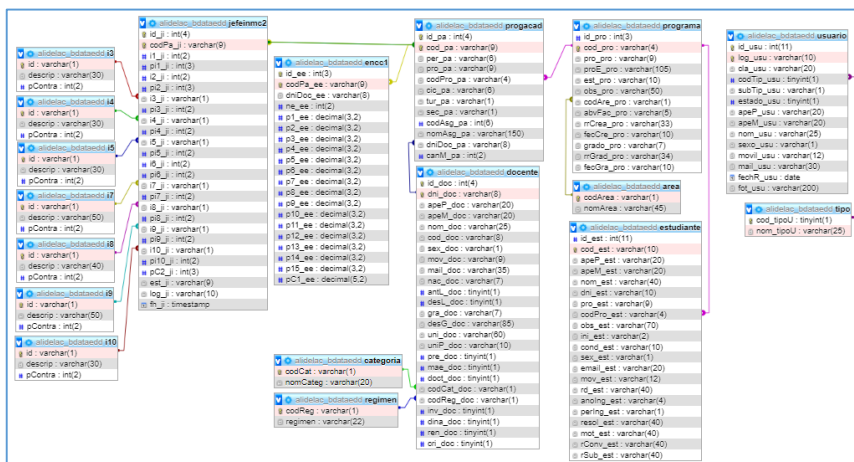 alidelac_bdataedd.i3
id : varchar(1)
descrip : varchar(30)
pContra : int(2)
alidelac_bdataedd.i4
id : varchar(1)
descrip : varchar(30)
pContra : int(2)
alidelac_bdataedd.i5
id : varchar(1)
descrip : varchar(30)
pContra : int(2)
alidelac_bdataedd.i7
id : varchar(1)
descrip : varchar(50)
pContra : int(2)
alidelac_bdataedd.i8
id : varchar(1)
descrip : varchar(40)
pContra : int(2)
alidelac_bdataedd.i9
id : varchar(1)
descrip : varchar(50)
pContra : int(2)
alidelac_bdataedd.i10
id : varchar(1)
descrip : varchar(30)
pContra : int(2)
alidelac_bdataedd.jefeinmc2
id_ji : int(4)
codPa_ji : varchar(9)
i1_ji : int(2)
pi1_ji : int(3)
i2_ji : int(2)
pi2_ji : int(3)
i3_ji : varchar(1)
pi3_ji : int(2)
i4_ji : varchar(1)
pi4_ji : int(2)
i5_ji : varchar(1)
pi5_ji : int(2)
i6_ji : int(2)
pi6_ji : int(2)
i7_ji : varchar(1)
pi7_ji : int(2)
i8_ji : varchar(1)
pi8_ji : int(2)
i9_ji : varchar(1)
pi9_ji : int(2)
i10_ji : varchar(1)
pi10_ji : int(2)
pC2_ji : int(3)
est_ji : varchar(9)
log_ji : varchar(10)
fh_ji : timestamp
alidelac_bdataedd.encc1
id_ee : int(3)
codPa_ee : varchar(9)
dniDoc_ee : varchar(8)
ne_ee : int(2)
p1_ee : decimal(3,2)
p2_ee : decimal(3,2)
p3_ee : decimal(3,2)
p4_ee : decimal(3,2)
p5_ee : decimal(3,2)
p6_ee : decimal(3,2)
p7_ee : decimal(3,2)
p8_ee : decimal(3,2)
p9_ee : decimal(3,2)
p10_ee : decimal(3,2)
p11_ee : decimal(3,2)
p12_ee : decimal(3,2)
p13_ee : decimal(3,2)
p14_ee : decimal(3,2)
p15_ee : decimal(3,2)
pC1_ee : decimal(5,2)
alidelac_bdataedd.categoria
codCat : varchar(1)
nomCateg : varchar(20)
alidelac_bdataedd.regimen
codReg : varchar(1)
regimen : varchar(22)
alidelac_bdataedd.progacad
id_pa : int(4)
cod_pa : varchar(9)
per_pa : varchar(6)
pro_pa : varchar(9)
codPro_pa : varchar(4)
cic_pa : varchar(6)
tur_pa : varchar(1)
sec_pa : varchar(1)
codAsg_pa : int(6)
nomAsg_pa : varchar(150)
dniDoc_pa : varchar(8)
canM_pa : int(2)
alidelac_bdataedd.docente
id_doc : int(4)
dni_doc : varchar(8)
apeP_doc : varchar(20)
apeM_doc : varchar(20)
nom_doc : varchar(25)
cod_doc : varchar(8)
sex_doc : varchar(1)
mov_doc : varchar(9)
mail_doc : varchar(35)
nac_doc : varchar(7)
antL_doc : tinyint(1)
desL_doc : tinyint(1)
gra_doc : varchar(7)
desG_doc : varchar(85)
uni_doc : varchar(60)
uniP_doc : varchar(10)
pre_doc : tinyint(1)
mae_doc : tinyint(1)
doct_doc : tinyint(1)
codCat_doc : varchar(1)
codReg_doc : varchar(1)
inv_doc : tinyint(1)
dina_doc : tinyint(1)
ren_doc : tinyint(1)
cri_doc : tinyint(1)
alidelac_bdataedd.programa
id_pro : int(3)
cod_pro : varchar(4)
pro_pro : varchar(9)
proE_pro : varchar(105)
est_pro : varchar(10)
obs_pro : varchar(50)
codAre_pro : varchar(1)
abvFac_pro : varchar(5)
rrCrea_pro : varchar(33)
fecCre_pro : varchar(10)
grado_pro : varchar(7)
rrGrad_pro : varchar(34)
fecGra_pro : varchar(10)
alidelac_bdataedd.area
codArea : varchar(1)
nomArea : varchar(45)
alidelac_bdataedd.estudiante
id_est : int(11)
cod_est : varchar(10)
apeP_est : varchar(20)
apeM_est : varchar(20)
nom_est : varchar(40)
dni_est : varchar(10)
pro_est : varchar(9)
codPro_est : varchar(4)
obs_est : varchar(70)
ini_est : varchar(2)
cond_est : varchar(10)
sex_est : varchar(1)
email_est : varchar(20)
mov_est : varchar(12)
rd_est : varchar(40)
anoIng_est : varchar(4)
perIng_est : varchar(1)
resoI_est : varchar(40)
mot_est : varchar(40)
rConv_est : varchar(40)
rSub_est : varchar(40)
alidelac_bdataedd.usuario
id_usu : int(11)
log_usu : varchar(10)
cla_usu : varchar(20)
codTip_usu : tinyint(1)
subTip_usu : varchar(1)
estado_usu : tinyint(1)
apeP_usu : varchar(20)
apeM_usu : varchar(20)
nom_usu : varchar(25)
sexo_usu : varchar(1)
movil_usu : varchar(12)
mail_usu : varchar(30)
fechR_usu : date
fot_usu : varchar(200)
alidelac_bdataedd.tipo
cod_tipoU : tinyint(1)
nom_tipoU : varchar(25)